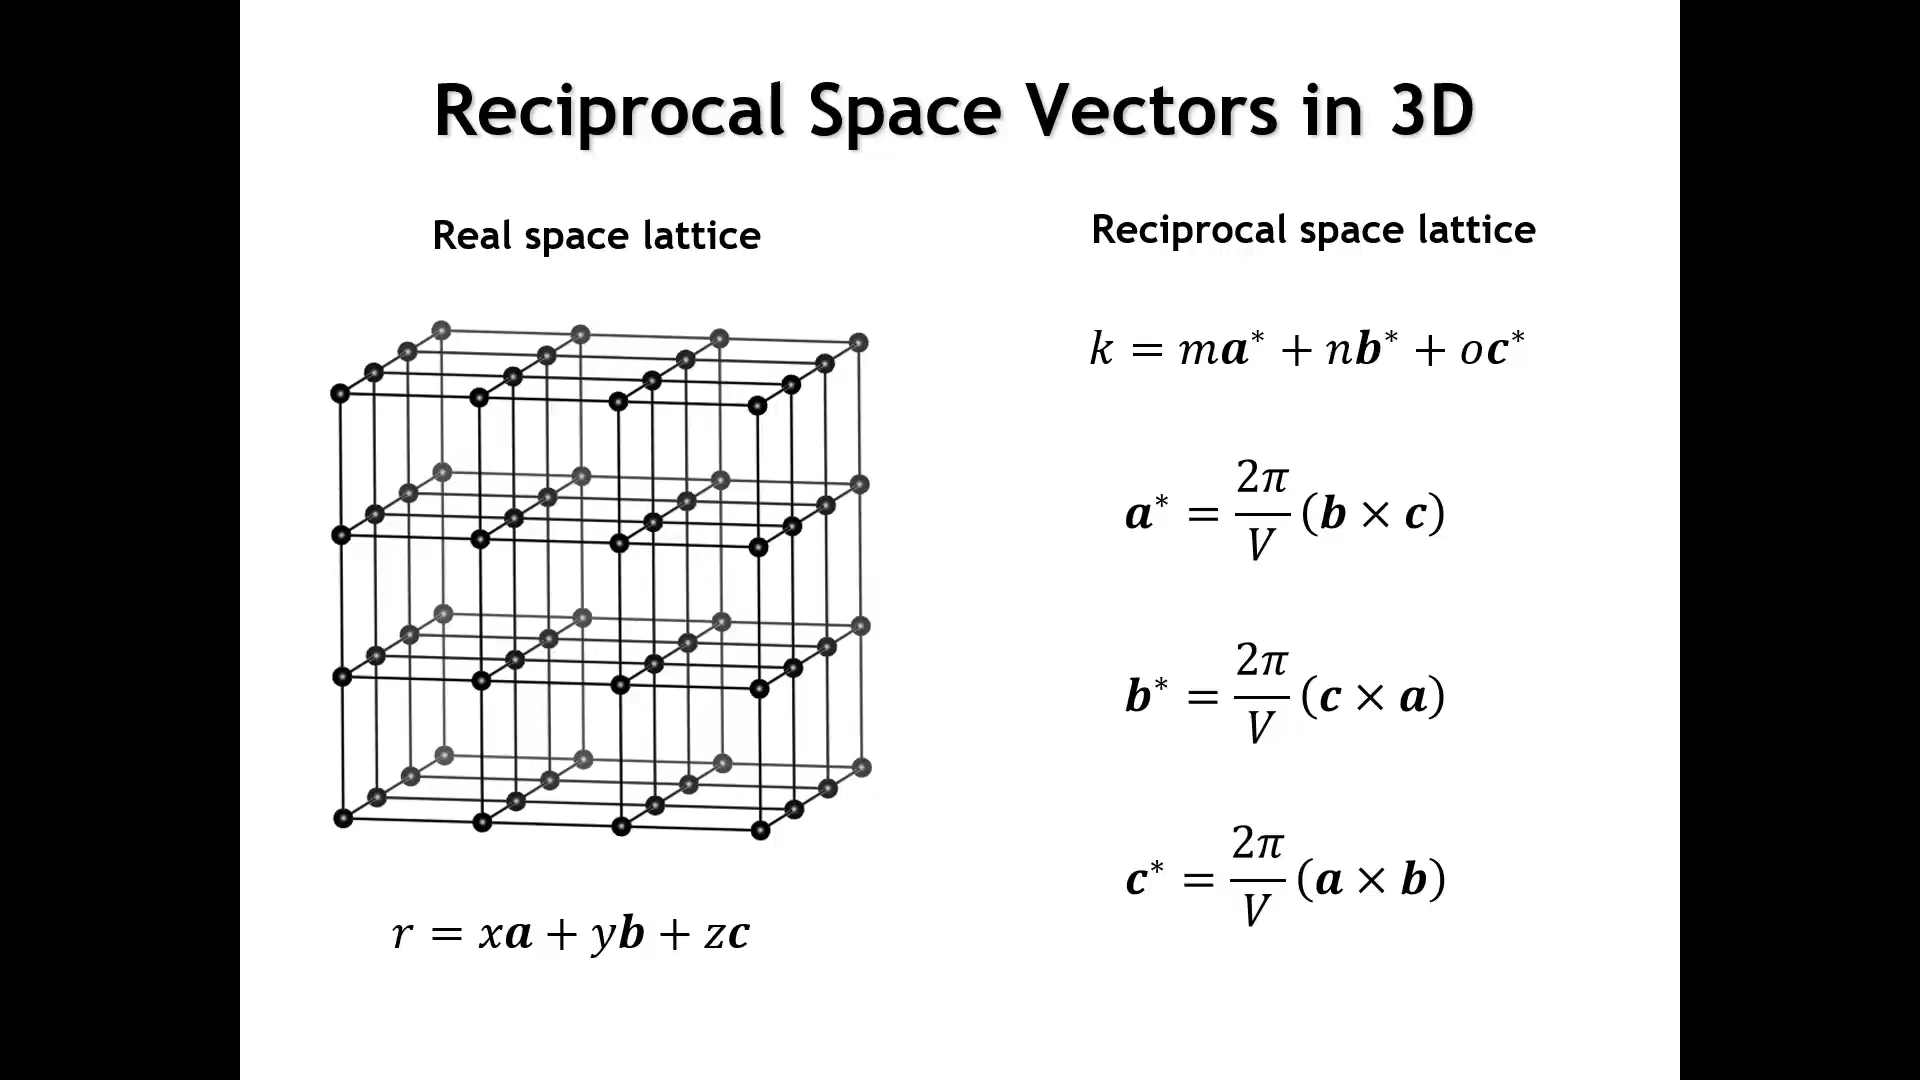 Reciprocal Space Vectors in 3D
Real space lattice
r = xa + yb + zc
Reciprocal space lattice
k = ma* + nb* + oc*
a* = 2π/V (b × c)
b* = 2π/V (c × a)
c* = 2π/V (a × b)